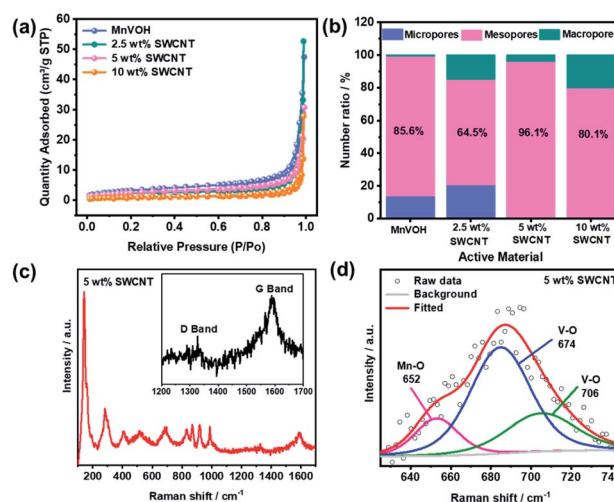 (a)
MnVOH
2.5 wt% SWCNT
5 wt% SWCNT
10 wt% SWCNT
Quantity Adsorbed (cm³/g STP)
60
50
40
30
20
10
0
0.0 0.2 0.4 0.6 0.8 1.0
Relative Pressure (P/Po)
(b)
Micropores Mesopores Macropores
Number ratio / %
100
80
60
40
20
0
85.6% 64.5% 96.1% 80.1%
MnVOH 2.5 wt% 5 wt% 10 wt%
SWCNT SWCNT SWCNT
Active Material
(c)
5 wt% SWCNT
G Band
D Band
1200 1300 1400 1500 1600 1700
Intensity / a.u.
200 400 600 800 1000 1200 1400 1600
Raman shift / cm⁻¹
(d)
Raw data
Background
Fitted
5 wt% SWCNT
V-O
674
Mn-O
652
V-O
706
Intensity / a.u.
640 660 680 700 720
Raman shift / cm⁻¹